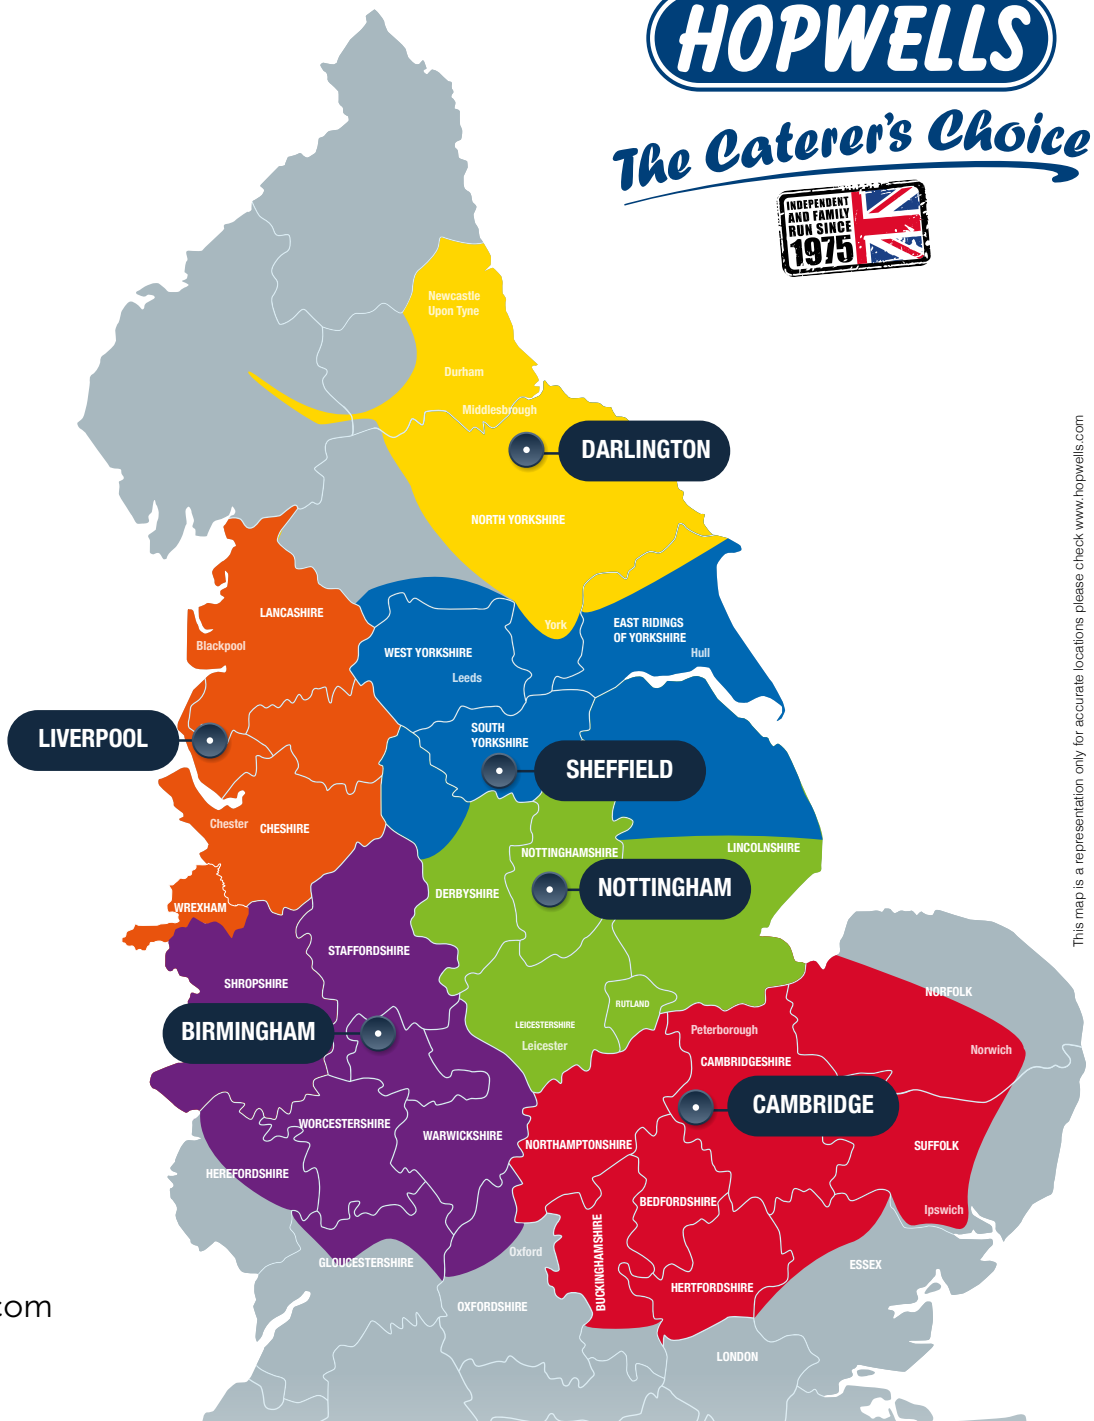 HOPWELLS
The Caterer's Choice
INDEPENDENT
AND FAMILY
RUN SINCE
1975
Newcastle
Upon Tyne
Durham
Middlesbrough
DARLINGTON
NORTH YORKSHIRE
LANCASHIRE
Blackpool
York
EAST RIDINGS
OF YORKSHIRE
Hull
WEST YORKSHIRE
Leeds
LIVERPOOL
SOUTH
YORKSHIRE
SHEFFIELD
Chester
CHESHIRE
NOTTINGHAMSHIRE
LINCOLNSHIRE
DERBYSHIRE
NOTTINGHAM
WREXHAM
STAFFORDSHIRE
SHROPSHIRE
RUTLAND
NORFOLK
BIRMINGHAM
LEICESTERSHIRE
Leicester
Peterborough
CAMBRIDGESHIRE
Norwich
CAMBRIDGE
WORCESTERSHIRE
WARWICKSHIRE
NORTHAMPTONSHIRE
SUFFOLK
HEREFORDSHIRE
BEDFORDSHIRE
Ipswich
GLOUCESTERSHIRE
Oxford
BUCKINGHAMSHIRE
ESSEX
HERTFORDSHIRE
OXFORDSHIRE
LONDON
com
This map is a representation only for accurate locations please check www.hopwells.com